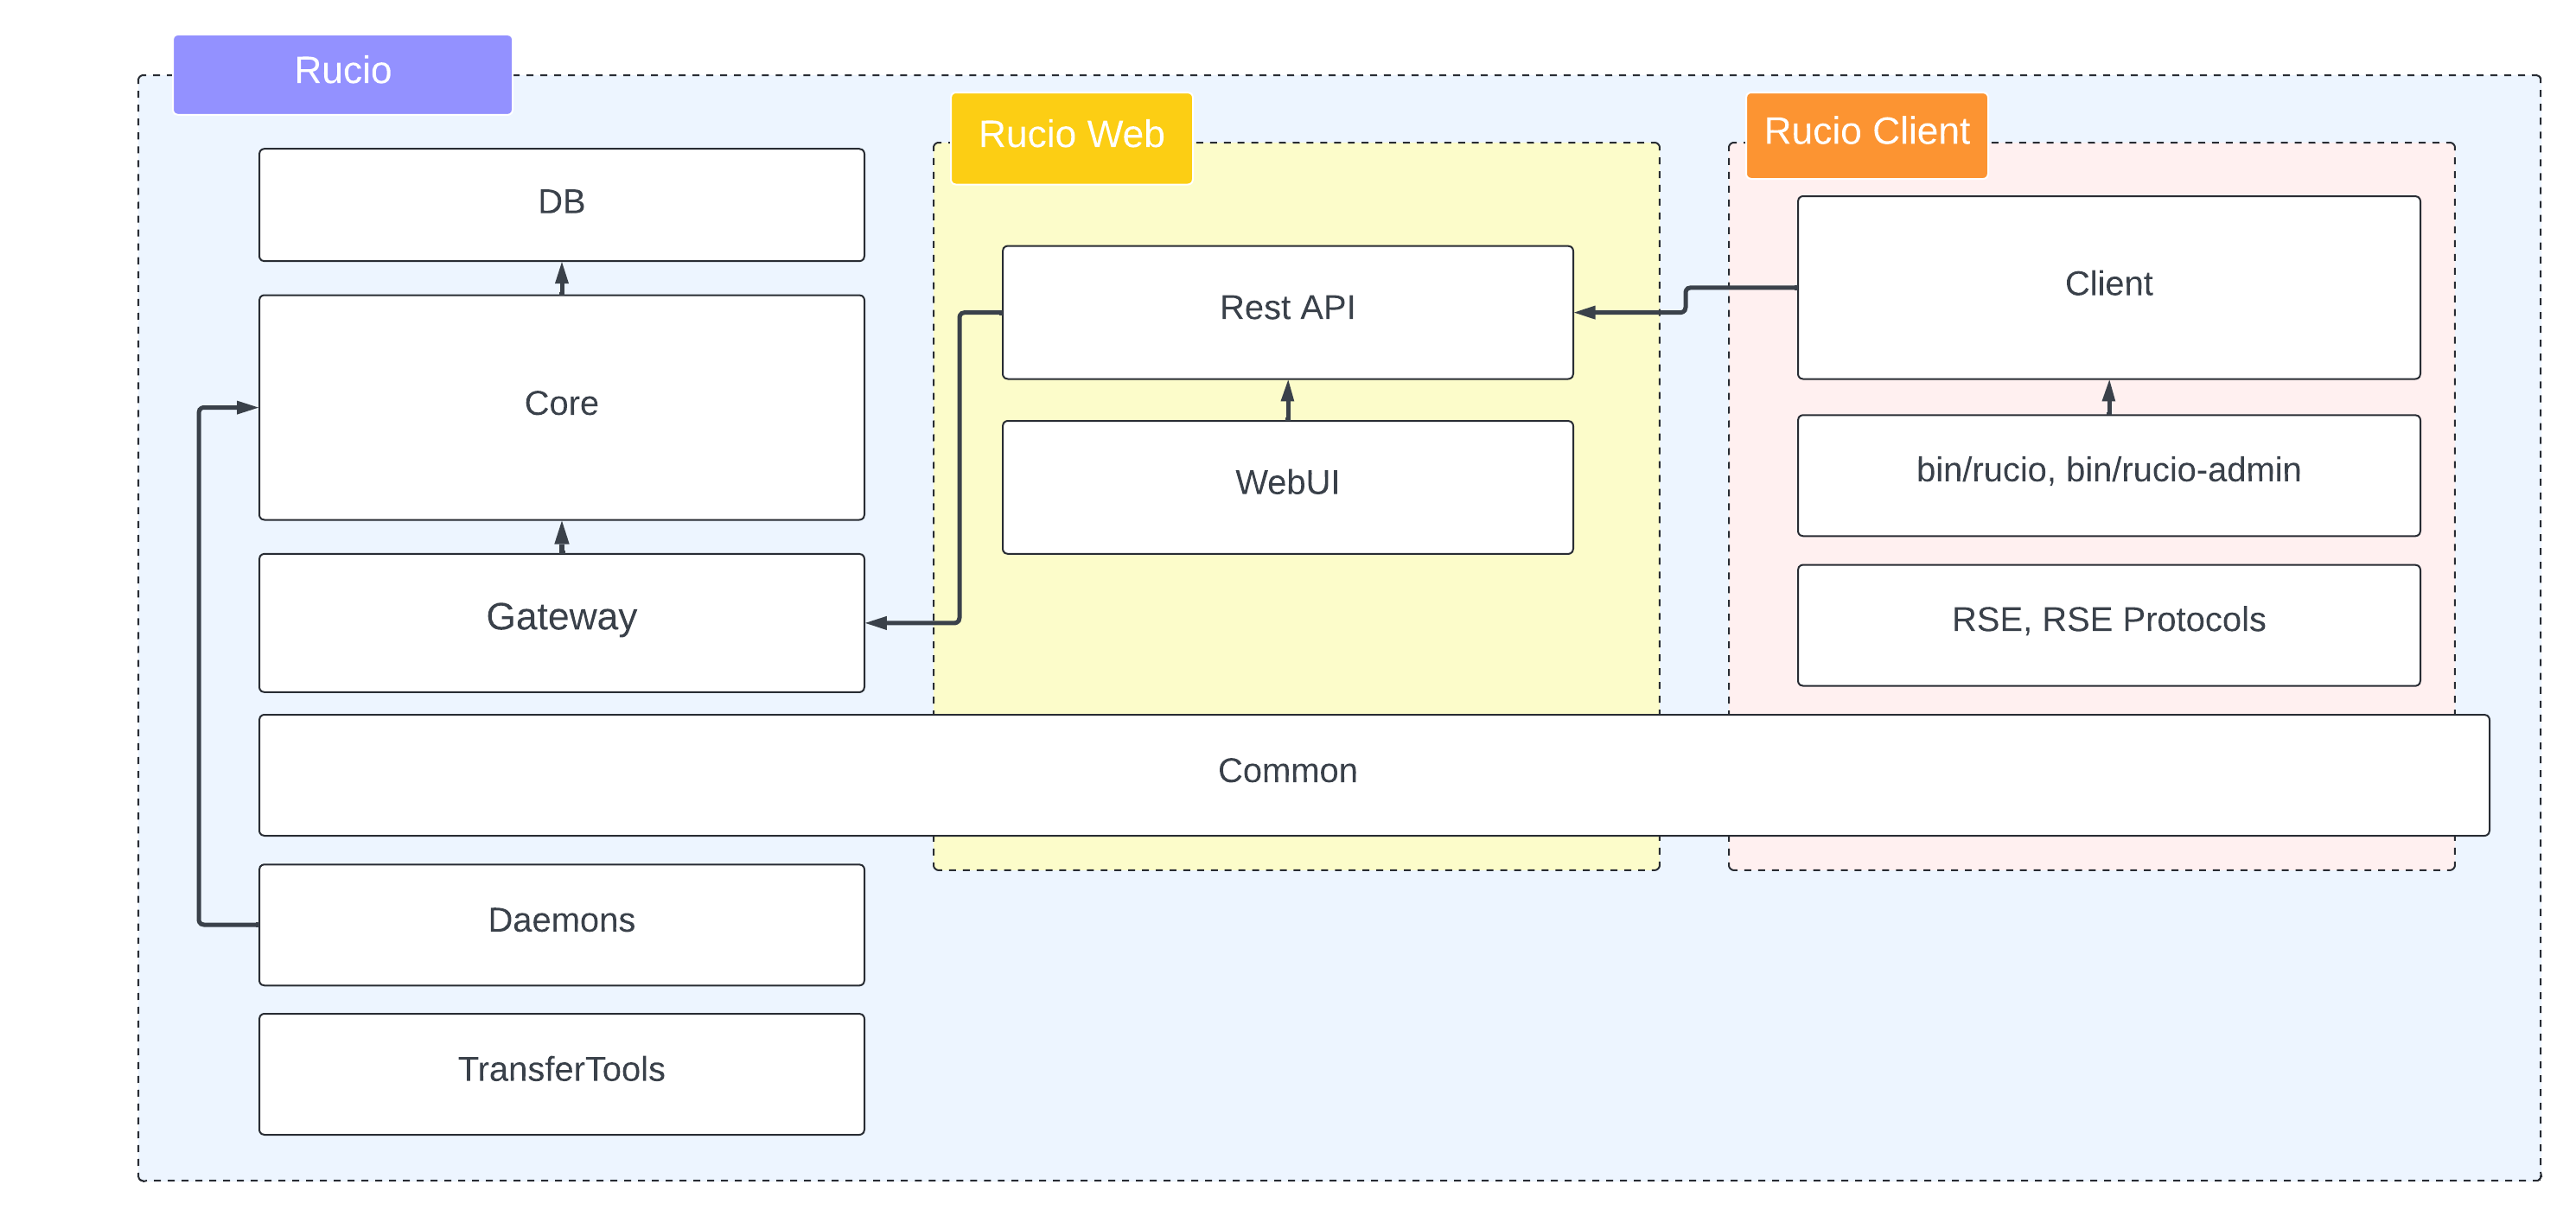 Rucio
DB
Core
Gateway
Rucio Web
Rest API
WebUI
Rucio Client
Client
bin/rucio, bin/rucio-admin
RSE, RSE Protocols
Common
Daemons
TransferTools